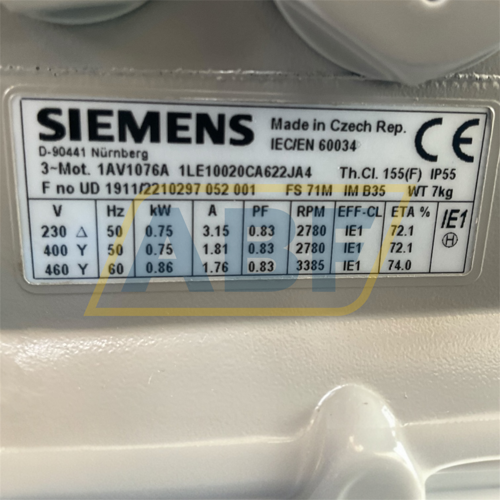 SIEMENS
Made in Czech Rep.
IEC/EN 60034
CE
D-90441 Nürnberg
3~Mot. 1AV1076A 1LE10020CA622JA4 Th.Cl. 155(F) IP55
F no UD 1911/2210297 052 001 FS 71M IM B35 WT 7kg
V Hz kW A PF RPM EFF-CL ETA % IE1
230 Δ 50 0.75 3.15 0.83 2780 IE1 72.1 H
400 Y 50 0.75 1.81 0.83 2780 IE1 72.1
460 Y 60 0.86 1.76 0.83 3385 IE1 74.0
ABF